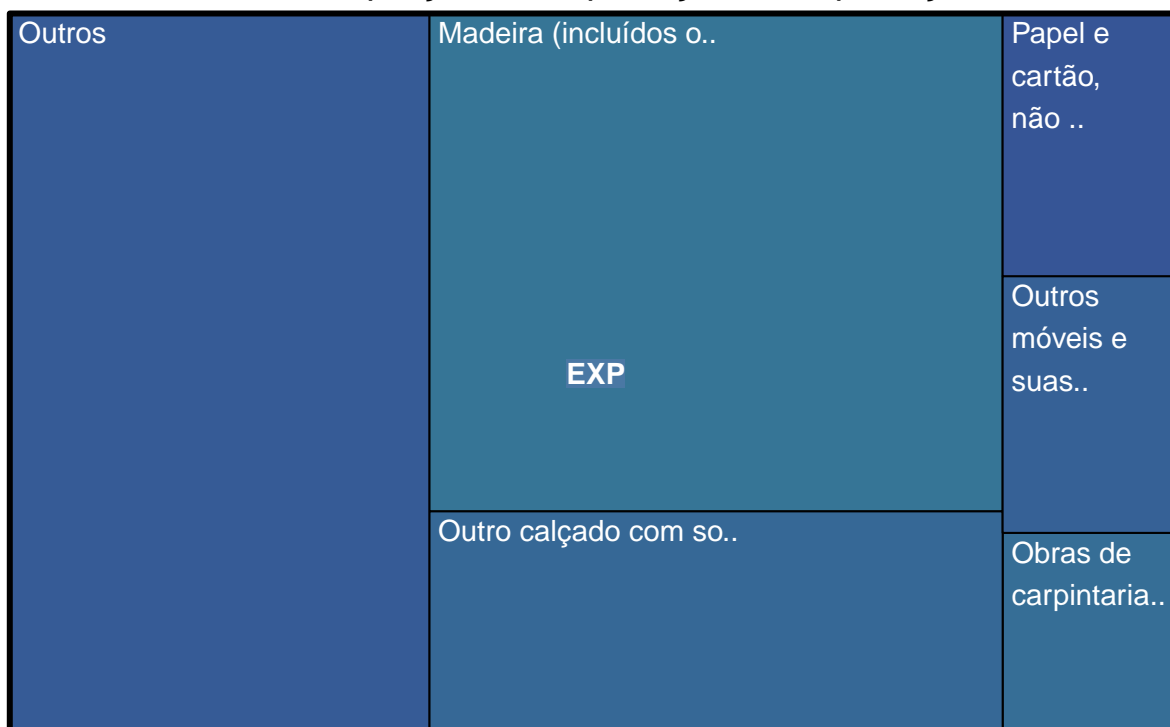 Outros
Madeira (incluídos o..
Papel e
cartão,
não ..
EXP
Outros
móveis e
suas..
Outro calçado com so..
Obras de
carpintaria..